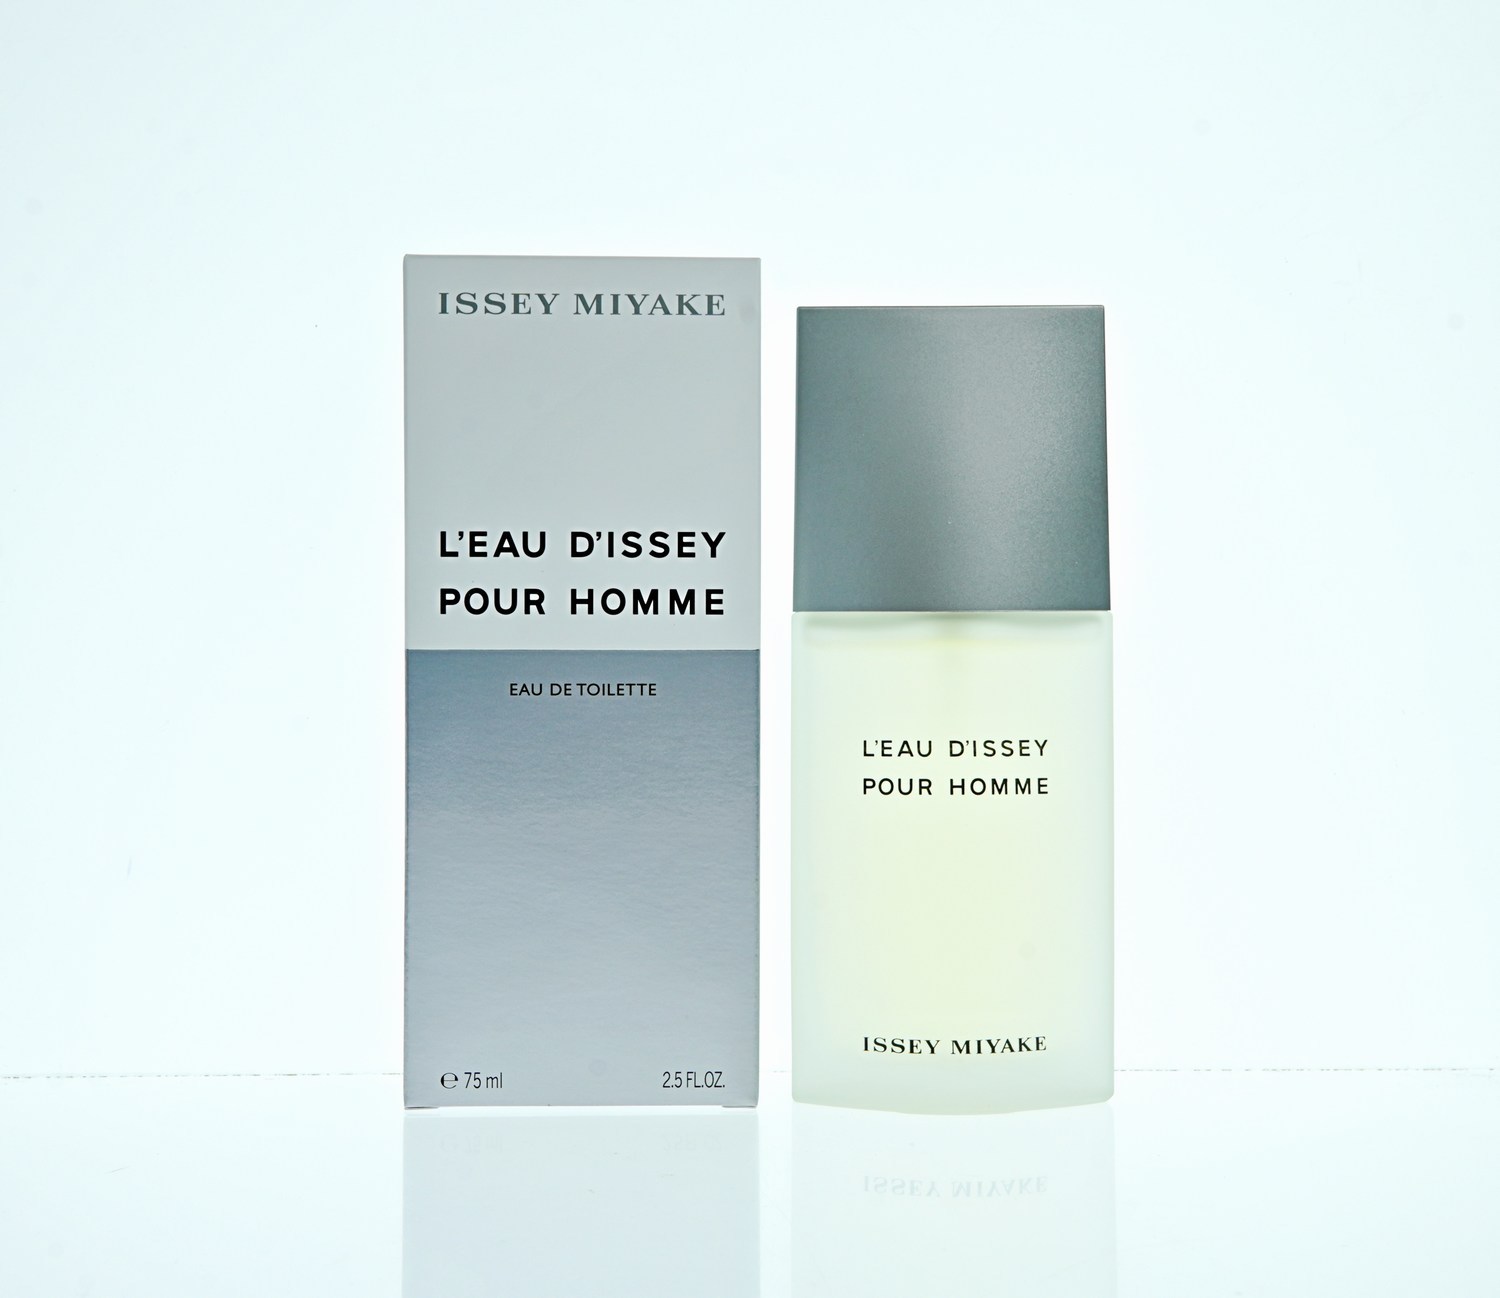 ISSEY MIYAKE
L'EAU D'ISSEY
POUR HOMME
EAU DE TOILETTE
℮ 75 ml 2.5 FL.OZ.
L'EAU D'ISSEY
POUR HOMME
ISSEY MIYAKE